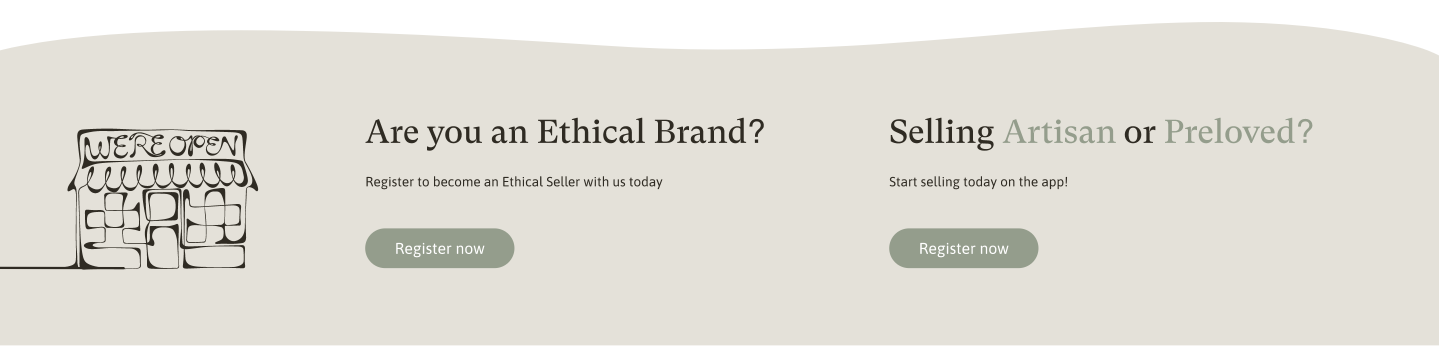 WE'RE OPEN
Are you an Ethical Brand?
Register to become an Ethical Seller with us today
Register now
Selling Artisan or Preloved?
Start selling today on the app!
Register now